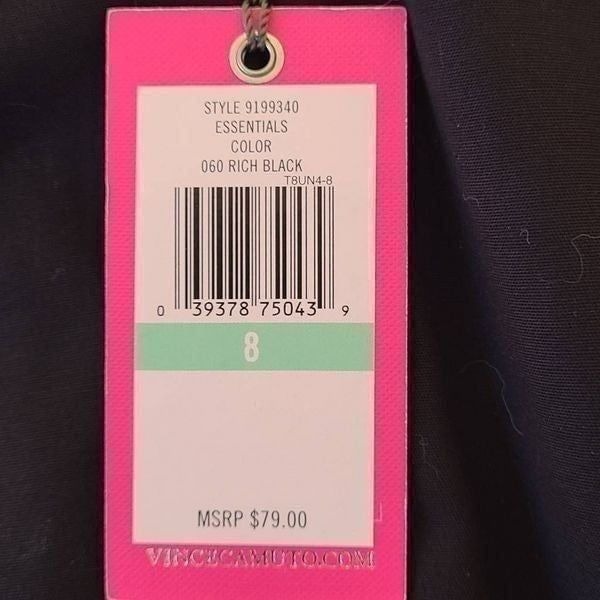 STYLE 9199340
ESSENTIALS
COLOR
060 RICH BLACK
T8UN4-8
0 39378 75043 9
8
MSRP $79.00
VINCECAMUTO.COM